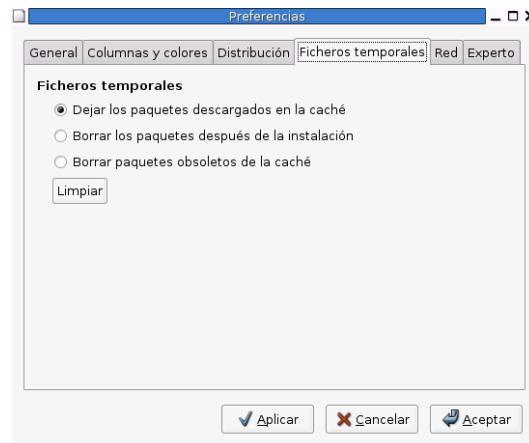 Preferencias
General Columnas y colores Distribución Ficheros temporales Red Experto
Ficheros temporales
Dejar los paquetes descargados en la caché
Borrar los paquetes después de la instalación
Borrar paquetes obsoletos de la caché
Limpiar
Aplicar Cancelar Aceptar